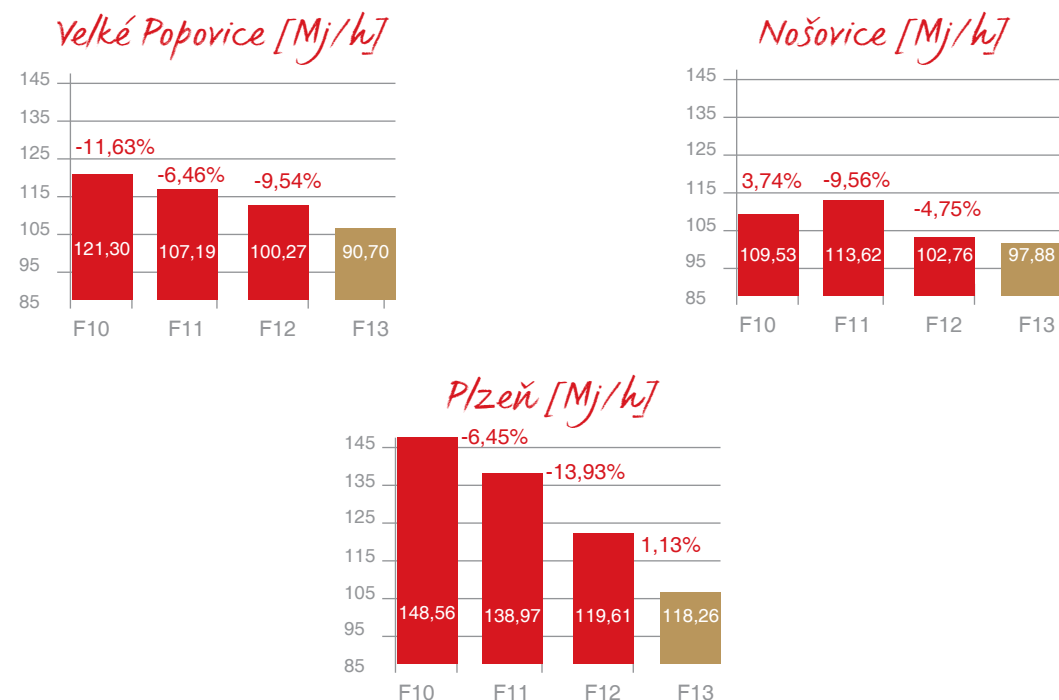 Velké Popovice [Mj/h]
145
135
125
115
105
95
85
-11,63%
-6,46%
-9,54%
121,30
107,19
100,27
90,70
F10
F11
F12
F13
Nošovice [Mj/h]
145
135
125
115
105
95
85
3,74%
-9,56%
-4,75%
109,53
113,62
102,76
97,88
F10
F11
F12
F13
Plzeň [Mj/h]
145
135
125
115
105
95
85
-6,45%
-13,93%
1,13%
148,56
138,97
119,61
118,26
F10
F11
F12
F13